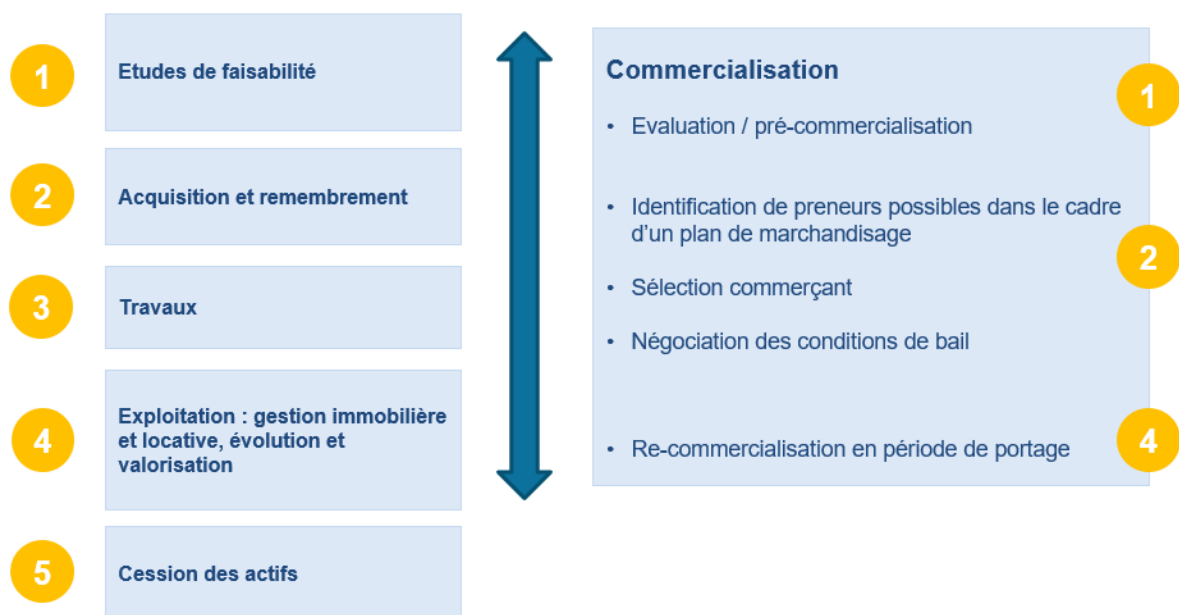 1
Etudes de faisabilité
2
Acquisition et remembrement
3
Travaux
4
Exploitation : gestion immobilière
et locative, évolution et
valorisation
5
Cession des actifs
Commercialisation
1
• Evaluation / pré-commercialisation
• Identification de preneurs possibles dans le cadre
d'un plan de marchandisage
2
• Sélection commerçant
• Négociation des conditions de bail
• Re-commercialisation en période de portage
4